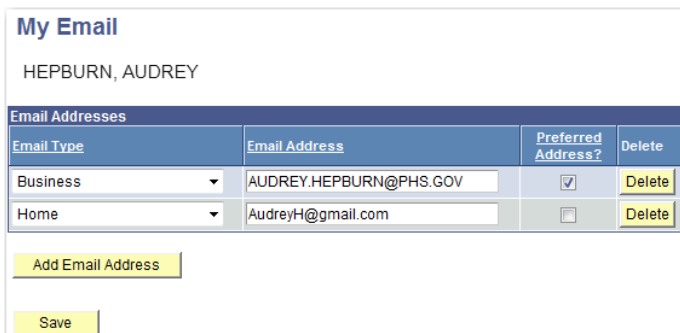 My Email
HEPBURN, AUDREY
Email Addresses
Email Type Email Address Preferred Address? Delete
Business AUDREY.HEPBURN@PHS.GOV Delete
Home AudreyH@gmail.com Delete
Add Email Address
Save